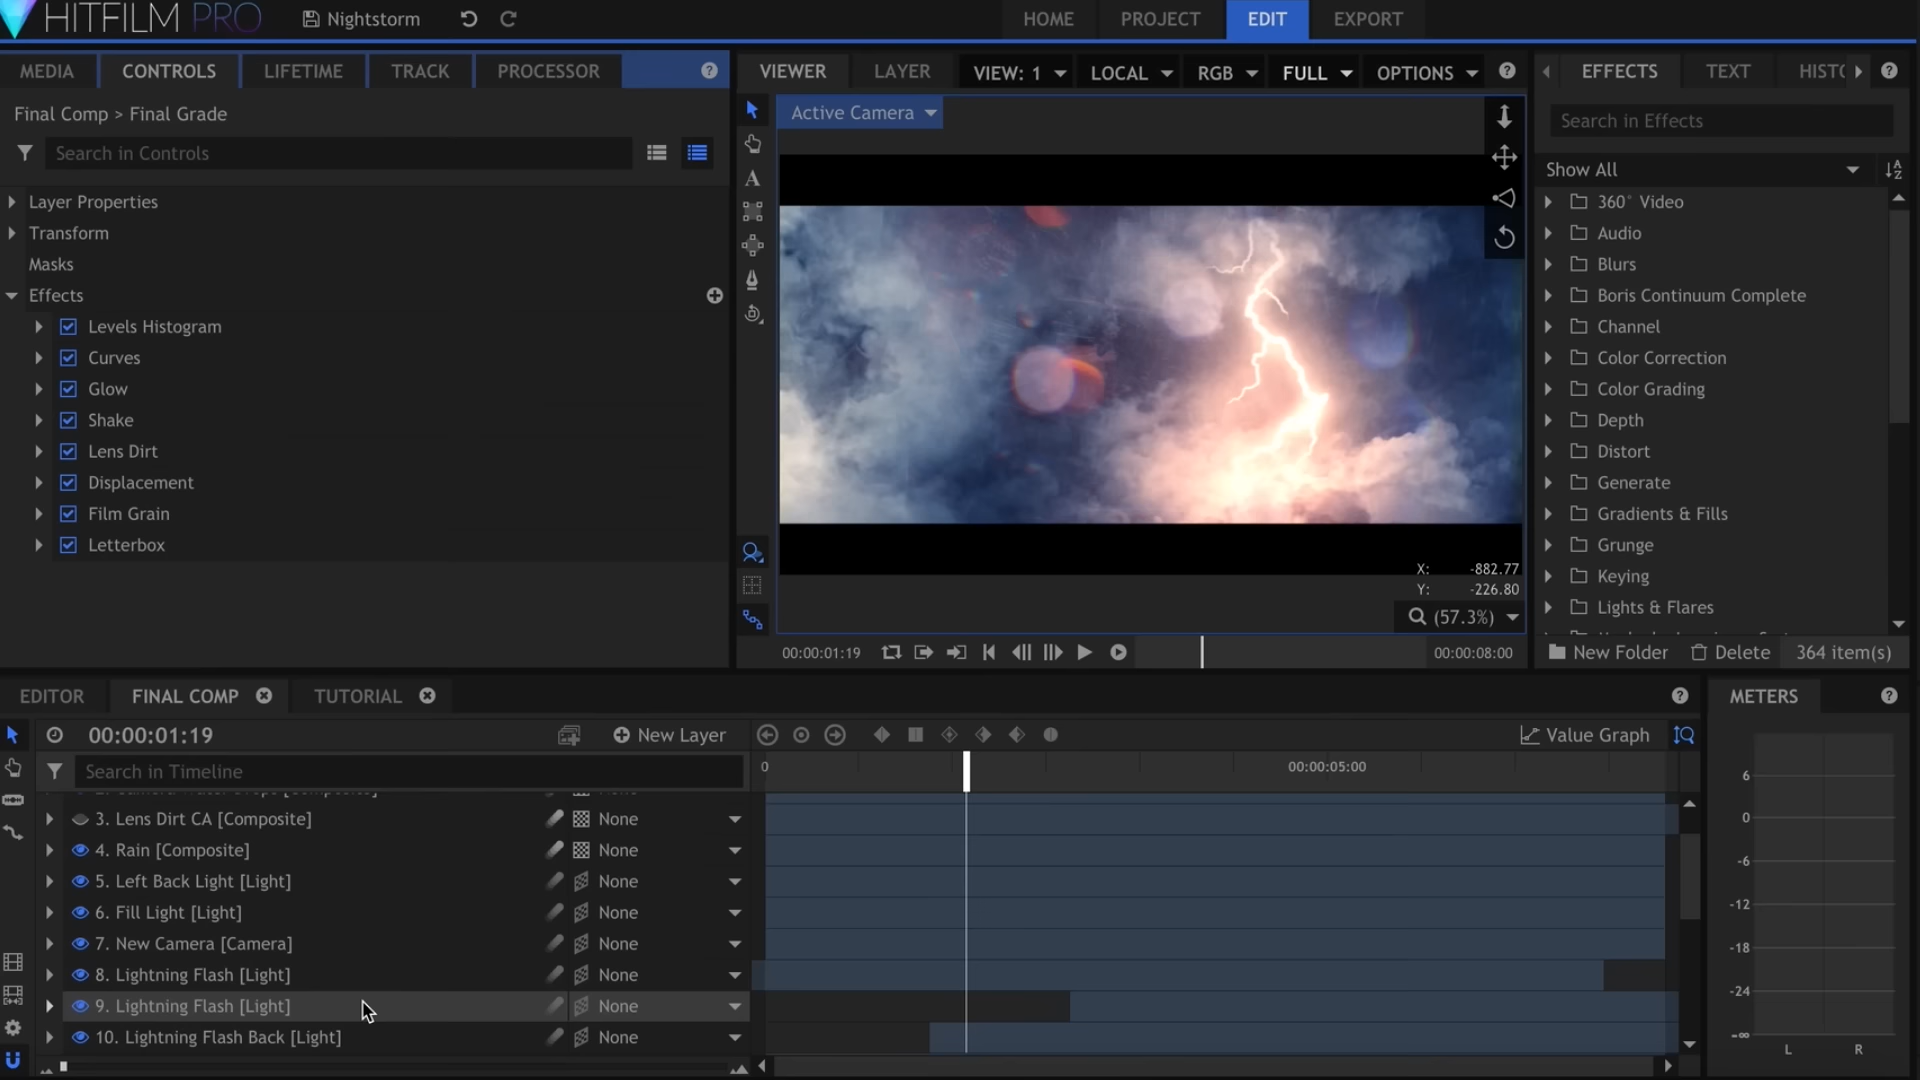 HITFILM PRO
Nightstorm
HOME
PROJECT
EDIT
EXPORT
MEDIA
CONTROLS
LIFETIME
TRACK
PROCESSOR
Final Comp > Final Grade
Search in Controls
Layer Properties
Transform
Masks
Effects
Levels Histogram
Curves
Glow
Shake
Lens Dirt
Displacement
Film Grain
Letterbox
VIEWER
LAYER
VIEW: 1
LOCAL
RGB
FULL
OPTIONS
Active Camera
X: -882.77
Y: -226.80
(57.3%)
00:00:01:19
00:00:08:00
EFFECTS
TEXT
Search in Effects
Show All
360° Video
Audio
Blurs
Boris Continuum Complete
Channel
Color Correction
Color Grading
Depth
Distort
Generate
Gradients & Fills
Grunge
Keying
Lights & Flares
New Folder
Delete
364 item(s)
EDITOR
FINAL COMP
TUTORIAL
00:00:01:19
New Layer
Value Graph
Search in Timeline
0
00:00:05:00
3. Lens Dirt CA [Composite] None
4. Rain [Composite] None
5. Left Back Light [Light] None
6. Fill Light [Light] None
7. New Camera [Camera] None
8. Lightning Flash [Light] None
9. Lightning Flash [Light] None
10. Lightning Flash Back [Light] None
METERS
6
0
-6
-12
-18
-24
-∞
L R